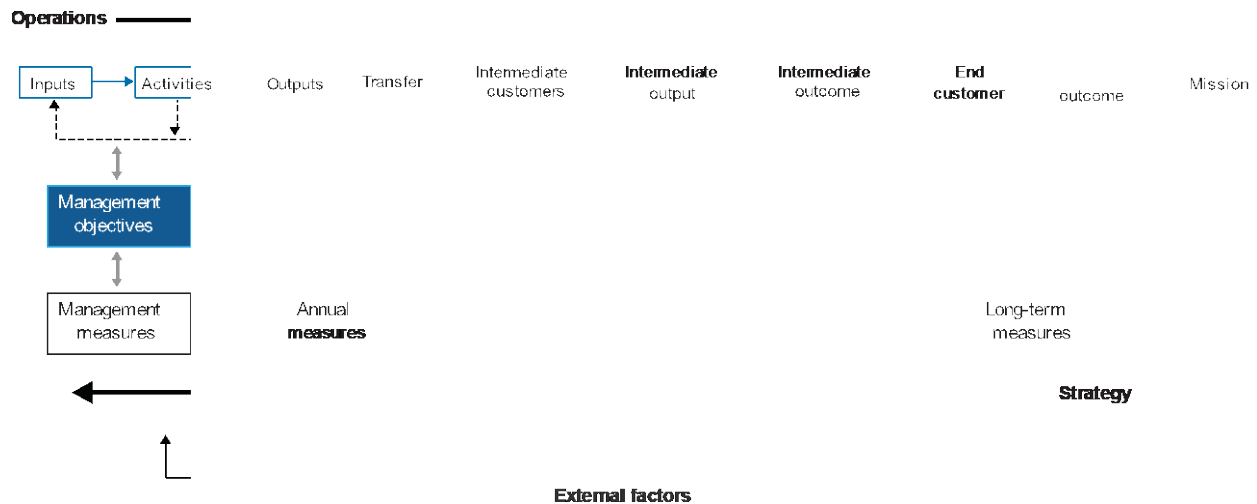 Operations
Inputs
Activities
Outputs
Transfer
Intermediate
customers
Intermediate
output
Intermediate
outcome
End
customer
outcome
Mission
Management
objectives
Management
measures
Annual
measures
Long-term
measures
Strategy
External factors